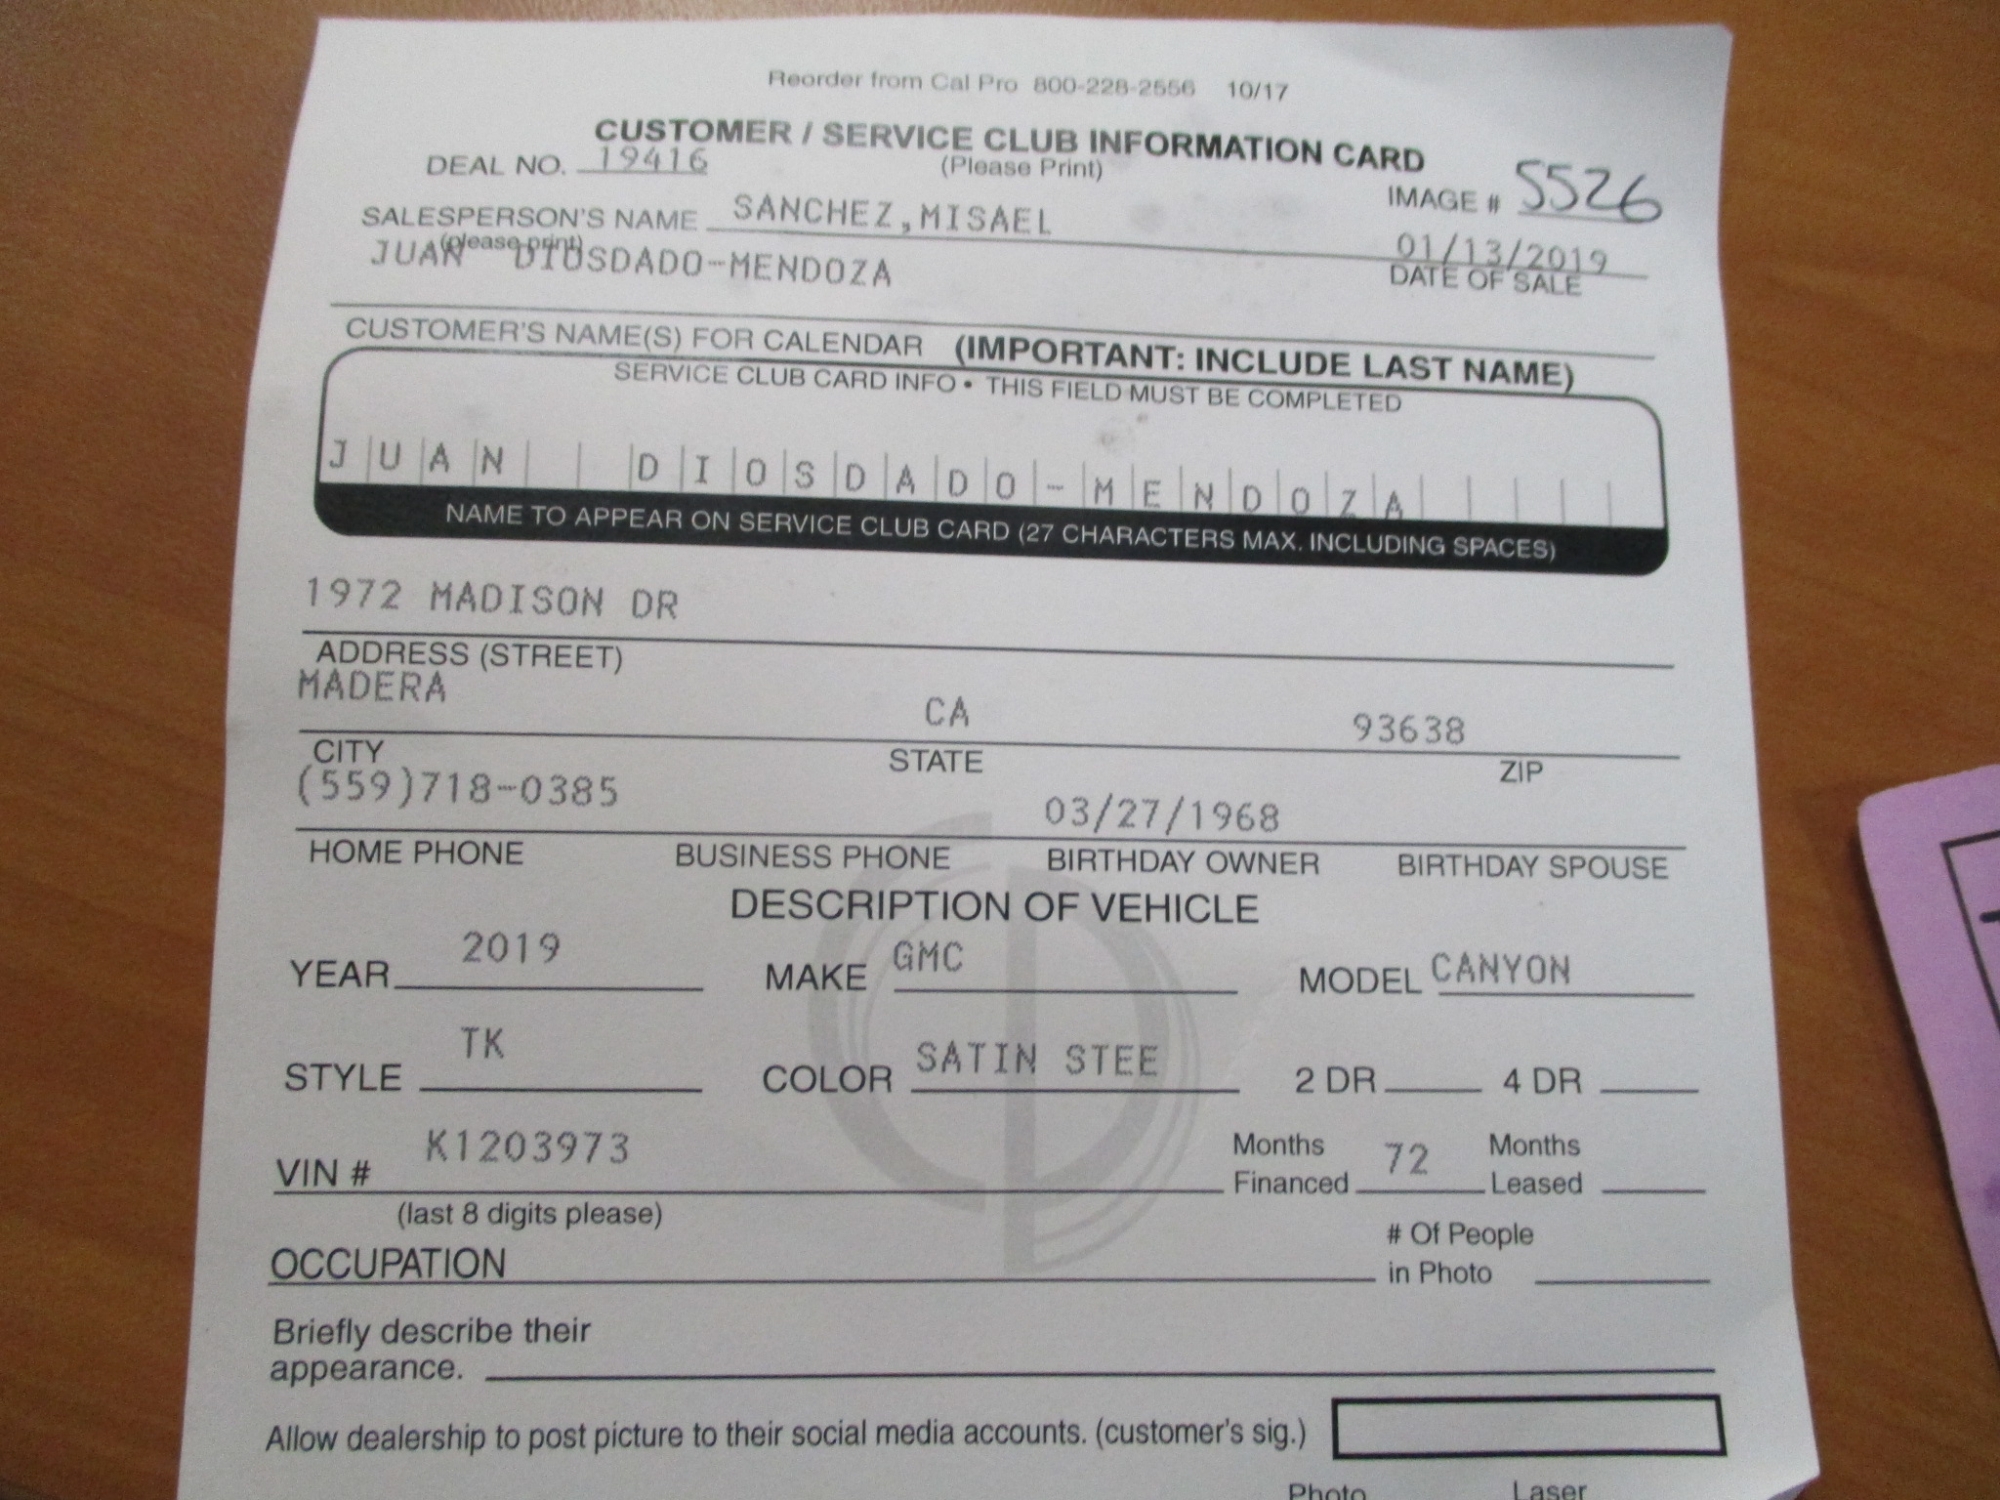 Reorder from Cal Pro 800-228-2556 10/17
CUSTOMER / SERVICE CLUB INFORMATION CARD
DEAL NO. 19416 (Please Print)
IMAGE # 5526
SALESPERSON'S NAME SANCHEZ,MISAEL
(please print)
JUAN DIOSDADO-MENDOZA
01/13/2019
DATE OF SALE
CUSTOMER'S NAME(S) FOR CALENDAR (IMPORTANT: INCLUDE LAST NAME)
SERVICE CLUB CARD INFO • THIS FIELD MUST BE COMPLETED
JUAN DIOSDADO-MENDOZA
NAME TO APPEAR ON SERVICE CLUB CARD (27 CHARACTERS MAX. INCLUDING SPACES)
1972 MADISON DR
ADDRESS (STREET)
MADERA CA 93638
CITY STATE ZIP
(559)718-0385 03/27/1968
HOME PHONE BUSINESS PHONE BIRTHDAY OWNER BIRTHDAY SPOUSE
DESCRIPTION OF VEHICLE
YEAR 2019 MAKE GMC MODEL CANYON
STYLE TK COLOR SATIN STEE 2 DR 4 DR
VIN # K1203973 Months Financed 72 Months Leased
(last 8 digits please)
OCCUPATION # Of People in Photo
Briefly describe their
appearance.
Allow dealership to post picture to their social media accounts. (customer's sig.)
Photo Laser